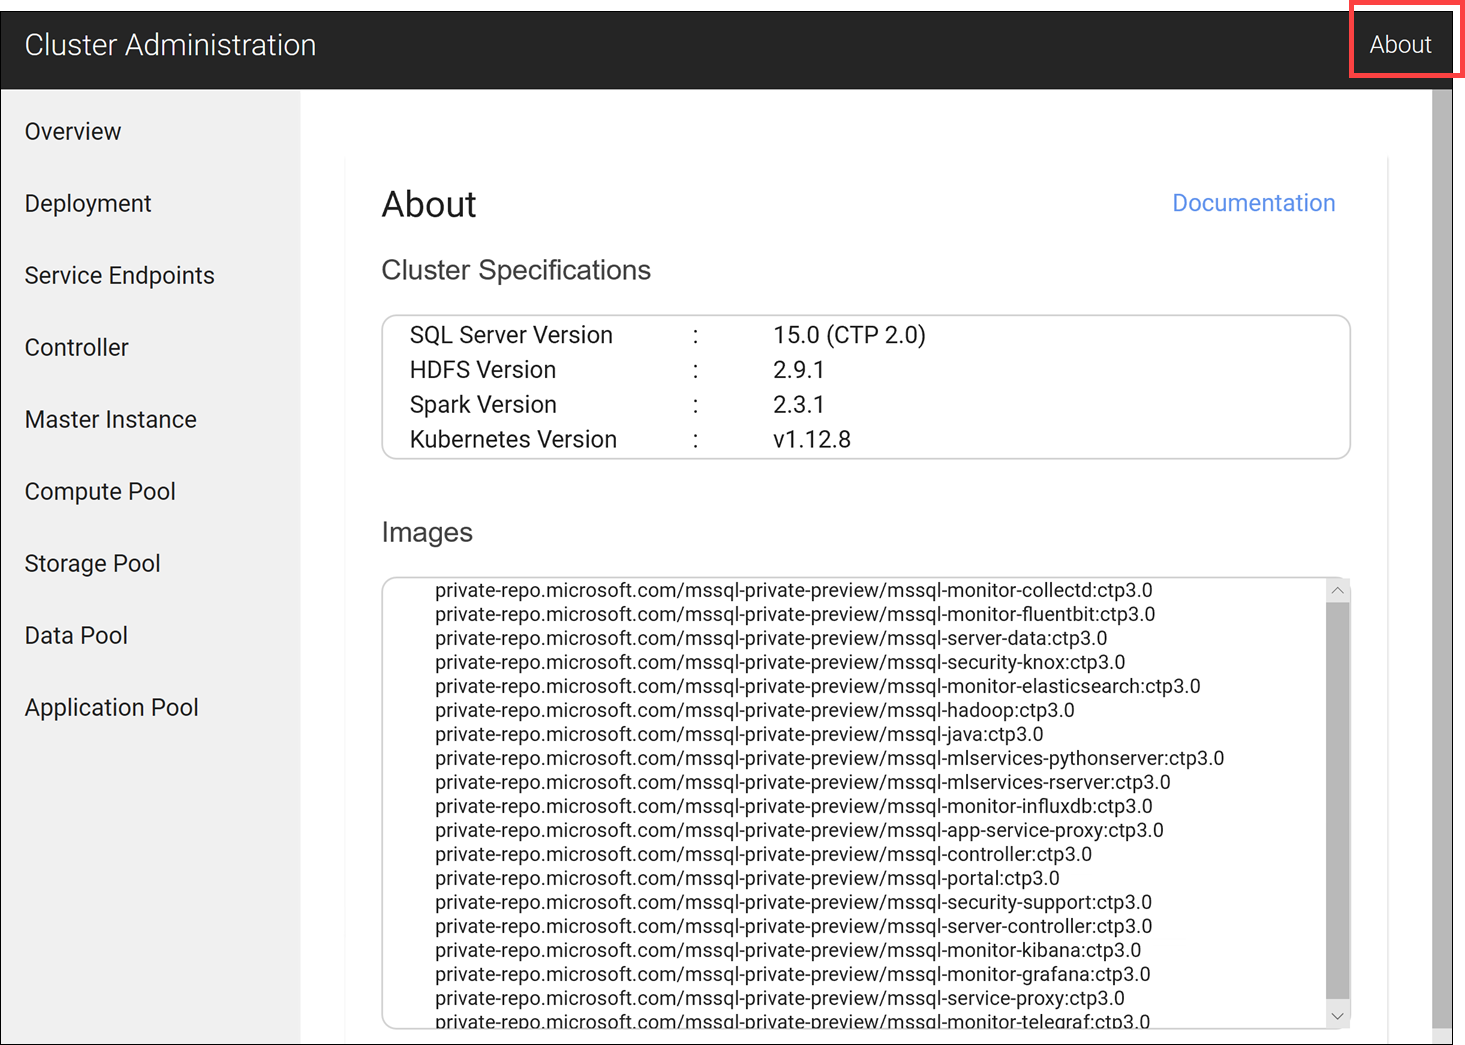 Cluster Administration
About
Overview
Deployment
Service Endpoints
Controller
Master Instance
Compute Pool
Storage Pool
Data Pool
Application Pool
About
Documentation
Cluster Specifications
SQL Server Version : 15.0 (CTP 2.0)
HDFS Version : 2.9.1
Spark Version : 2.3.1
Kubernetes Version : v1.12.8
Images
private-repo.microsoft.com/mssql-private-preview/mssql-monitor-collectd:ctp3.0
private-repo.microsoft.com/mssql-private-preview/mssql-monitor-fluentbit:ctp3.0
private-repo.microsoft.com/mssql-private-preview/mssql-server-data:ctp3.0
private-repo.microsoft.com/mssql-private-preview/mssql-security-knox:ctp3.0
private-repo.microsoft.com/mssql-private-preview/mssql-monitor-elasticsearch:ctp3.0
private-repo.microsoft.com/mssql-private-preview/mssql-hadoop:ctp3.0
private-repo.microsoft.com/mssql-private-preview/mssql-java:ctp3.0
private-repo.microsoft.com/mssql-private-preview/mssql-mlservices-pythonserver:ctp3.0
private-repo.microsoft.com/mssql-private-preview/mssql-mlservices-rserver:ctp3.0
private-repo.microsoft.com/mssql-private-preview/mssql-monitor-influxdb:ctp3.0
private-repo.microsoft.com/mssql-private-preview/mssql-app-service-proxy:ctp3.0
private-repo.microsoft.com/mssql-private-preview/mssql-controller:ctp3.0
private-repo.microsoft.com/mssql-private-preview/mssql-portal:ctp3.0
private-repo.microsoft.com/mssql-private-preview/mssql-security-support:ctp3.0
private-repo.microsoft.com/mssql-private-preview/mssql-server-controller:ctp3.0
private-repo.microsoft.com/mssql-private-preview/mssql-monitor-kibana:ctp3.0
private-repo.microsoft.com/mssql-private-preview/mssql-monitor-grafana:ctp3.0
private-repo.microsoft.com/mssql-private-preview/mssql-service-proxy:ctp3.0
private-repo.microsoft.com/mssql-private-preview/mssql-monitor-telegraf:ctp3.0